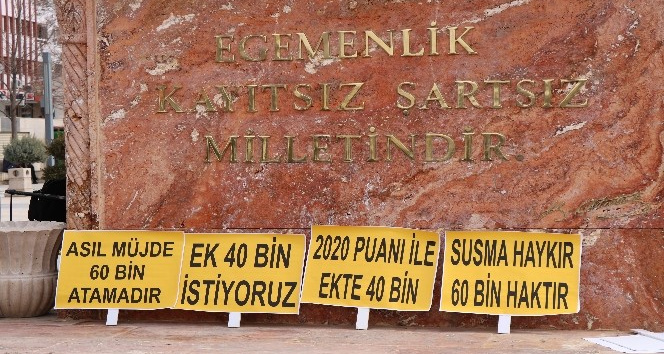 EGEMENLİK
KAYITSIZ ŞARTSIZ
MİLLETİNDİR.
ASIL MÜJDE
60 BİN
ATAMADIR
EK 40 BİN
İSTİYORUZ
2020 PUANI İLE
EKTE 40 BİN
SUSMA HAYKIR
60 BİN HAKTIR